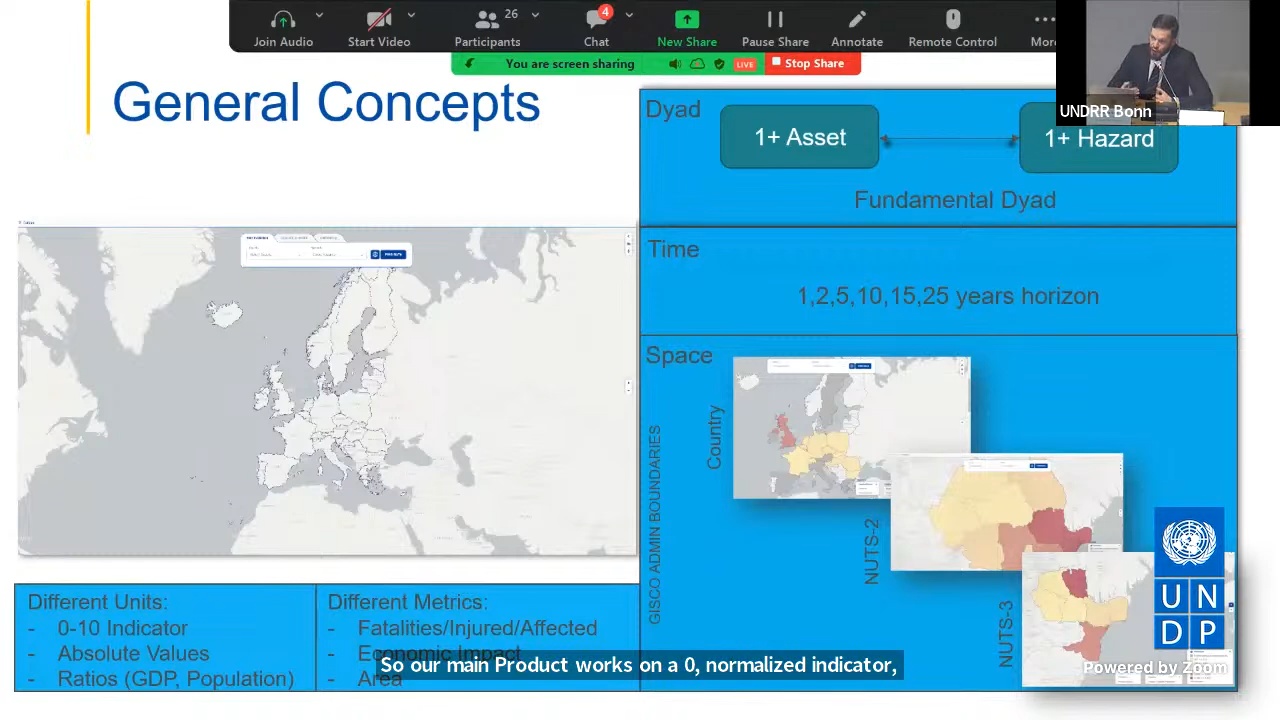 26
4
Join Audio
Start Video
Participants
Chat
New Share
Pause Share
Annotate
Remote Control
More
You are screen sharing
LIVE
Stop Share
UNDRR Bonn
General Concepts
Dyad
1+ Asset
1+ Hazard
Fundamental Dyad
Time
1,2,5,10,15,25 years horizon
Space
GISCO ADMIN BOUNDARIES
Country
NUTS-2
NUTS-3
Different Units:
- 0-10 Indicator
- Absolute Values
- Ratios (GDP, Population)
Different Metrics:
- Fatalities/Injured/Affected
- Economic Impact
- Area
So our main Product works on a 0, normalized indicator,
U N
D P
Powered by Zoom